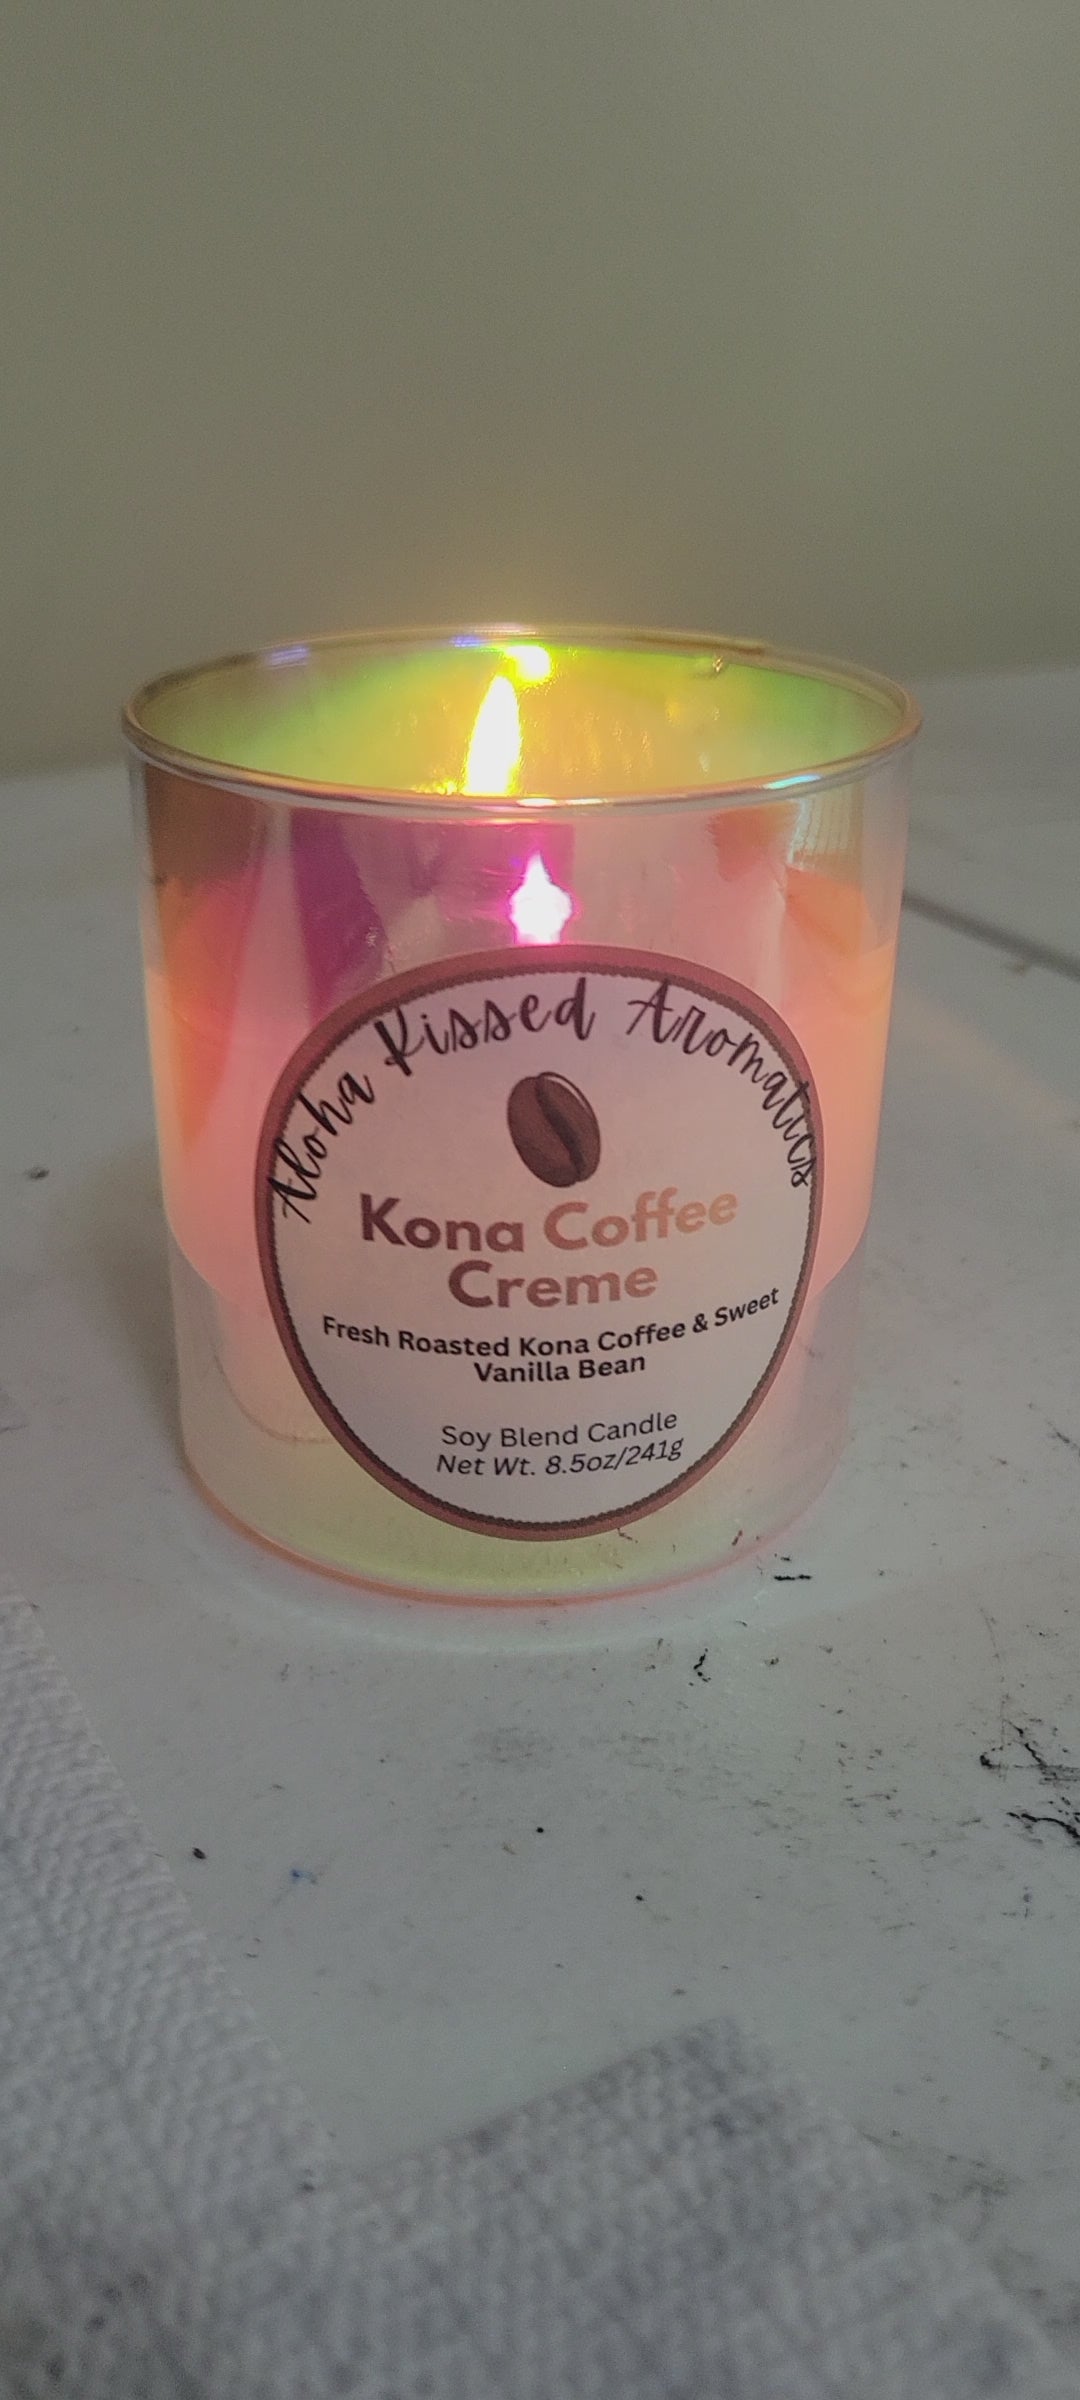 Aloha Kissed Aromatics
Kona Coffee
Creme
Fresh Roasted Kona Coffee & Sweet
Vanilla Bean
Soy Blend Candle
Net Wt. 8.5oz/241g